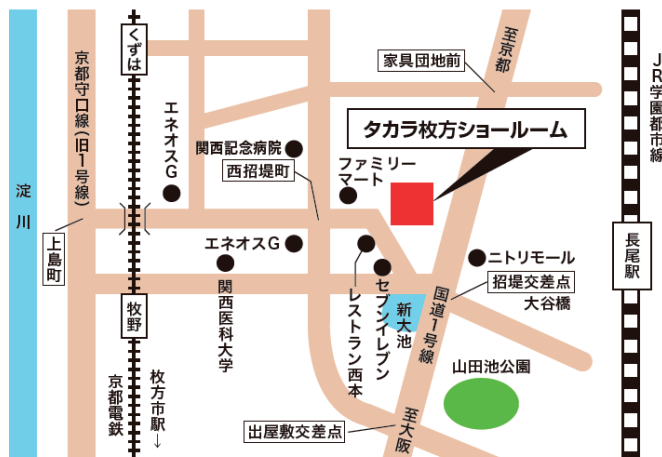 くずは
京都守口線(旧1号線)
淀川
上島町
エネオスG
関西記念病院
西招堤町
ファミリー
マート
家具団地前
至京都
タカラ枚方ショールーム
JR学園都市線
長尾駅
エネオスG
関西医科大学
レストラン西本
セブンイレブン
新大池
国道1号線
ニトリモール
招堤交差点
大谷橋
山田池公園
牧野
京都電鉄
枚方市駅→
出屋敷交差点
至大阪